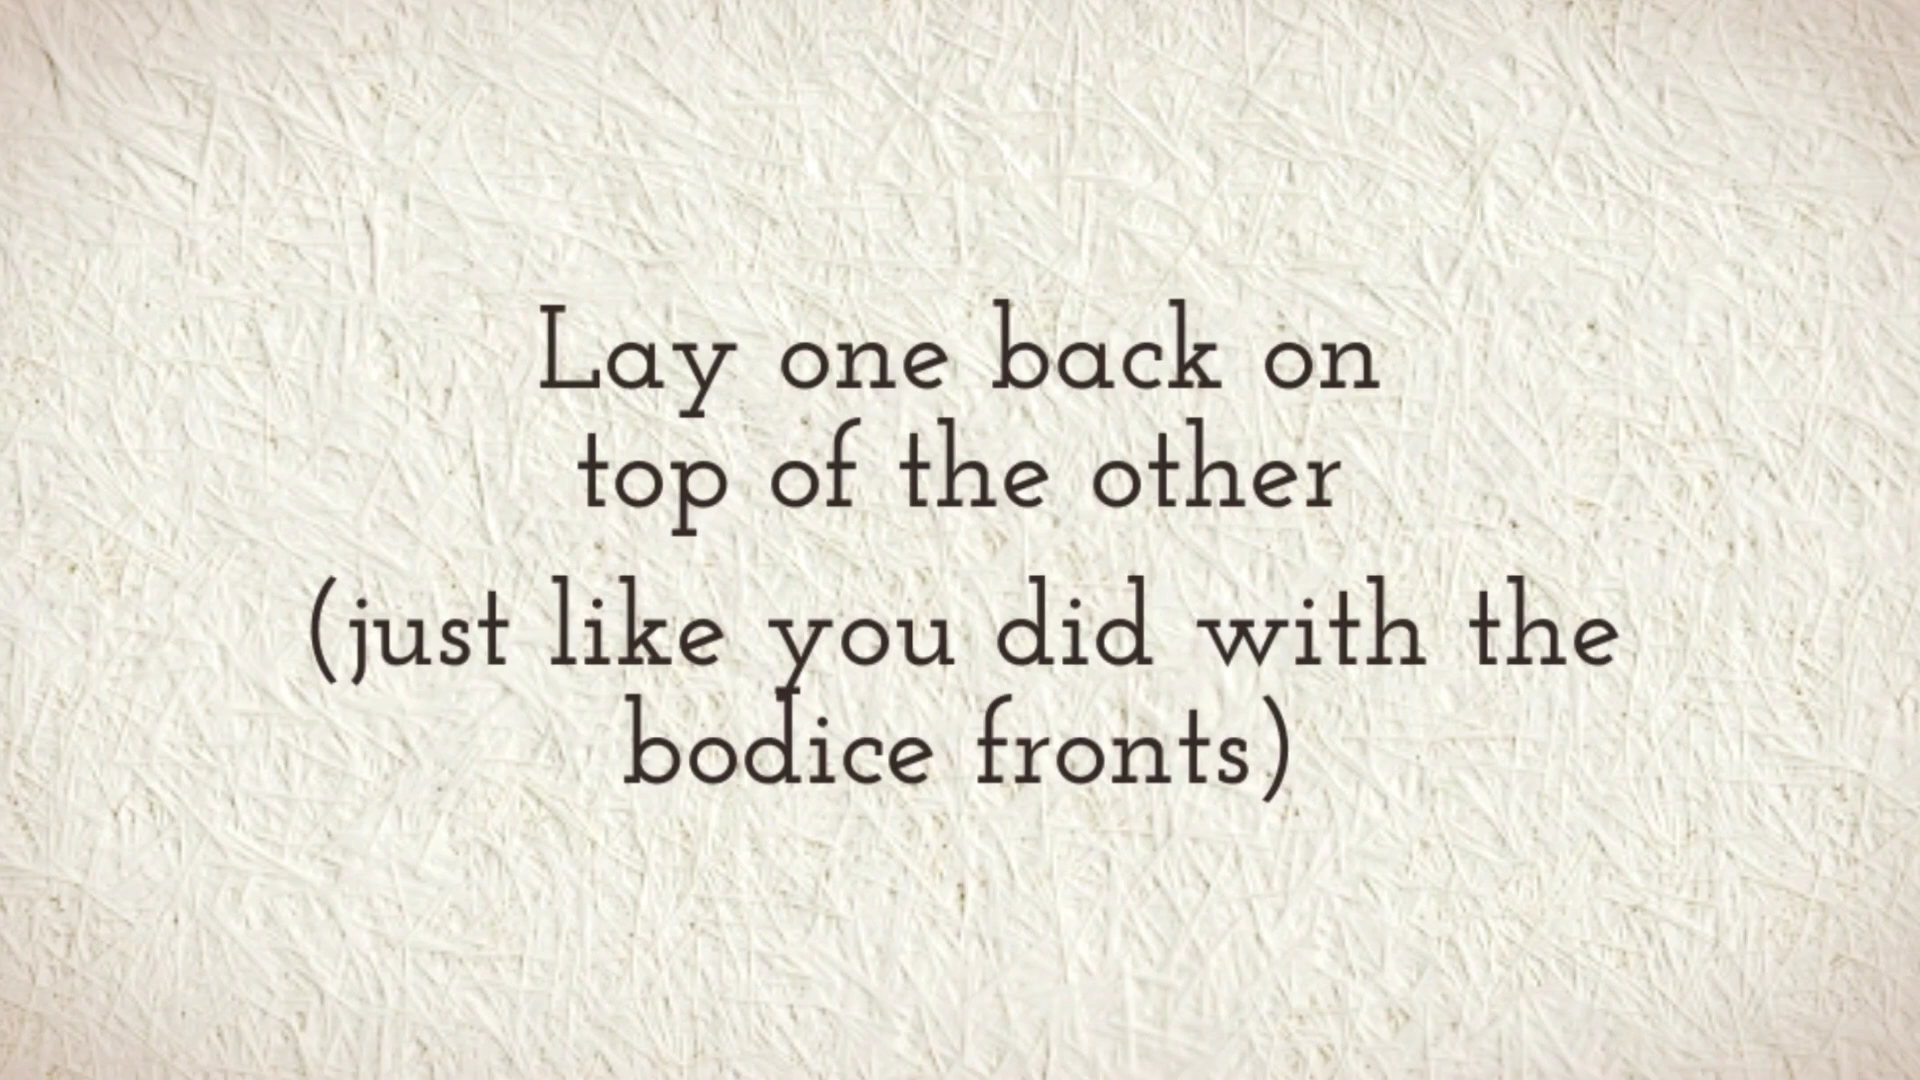 Lay one back on
top of the other
(just like you did with the
bodice fronts)